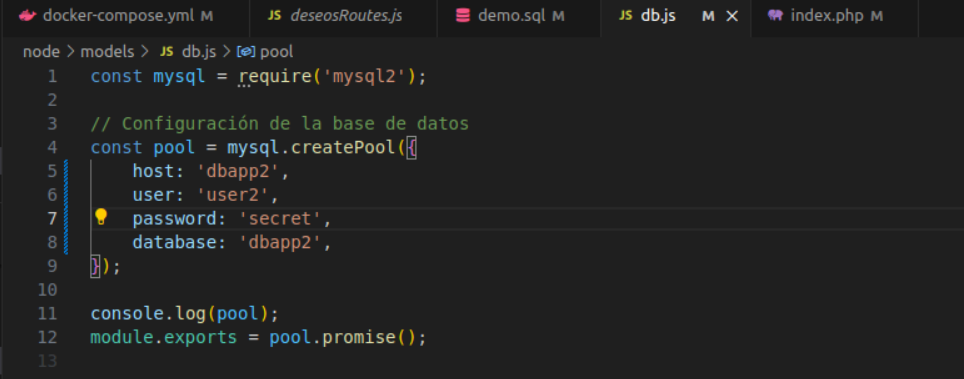 docker-compose.yml M JS deseosRoutes.js demo.sql M JS db.js M × index.php M
node > models > JS db.js > pool
1 const mysql = require('mysql2');
2
3 // Configuración de la base de datos
4 const pool = mysql.createPool({
5 host: 'dbapp2',
6 user: 'user2',
7 password: 'secret',
8 database: 'dbapp2',
9 });
10
11 console.log(pool);
12 module.exports = pool.promise();
13